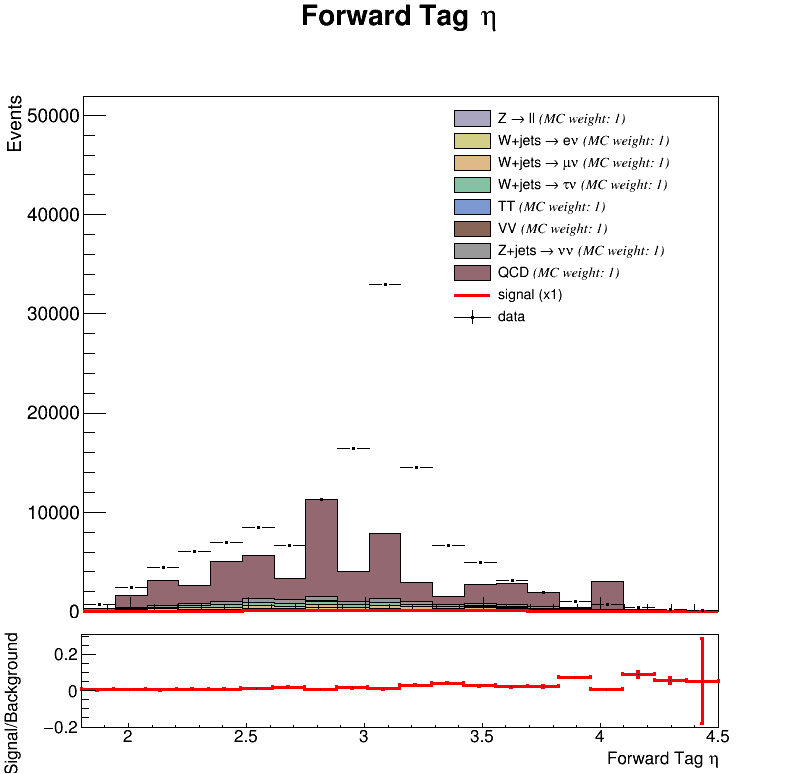 Forward Tag η
Events
50000
40000
30000
20000
10000
0
Z → ll (MC weight: 1)
W+jets → eν (MC weight: 1)
W+jets → μν (MC weight: 1)
W+jets → τν (MC weight: 1)
TT (MC weight: 1)
VV (MC weight: 1)
Z+jets → νν (MC weight: 1)
QCD (MC weight: 1)
signal (x1)
data
Signal/Background
0.2
0
−0.2
2 2.5 3 3.5 4 4.5
Forward Tag η